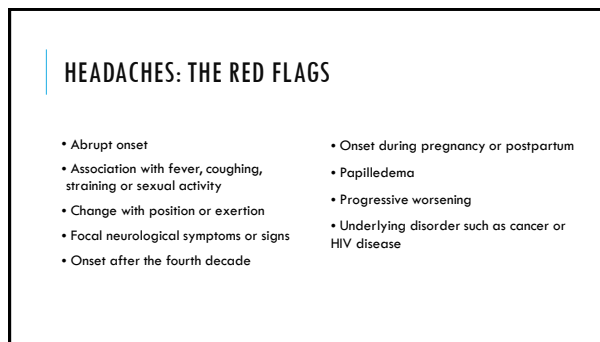 HEADACHES: THE RED FLAGS
• Abrupt onset
• Association with fever, coughing,
straining or sexual activity
• Change with position or exertion
• Focal neurological symptoms or signs
• Onset after the fourth decade
• Onset during pregnancy or postpartum
• Papilledema
• Progressive worsening
• Underlying disorder such as cancer or
HIV disease